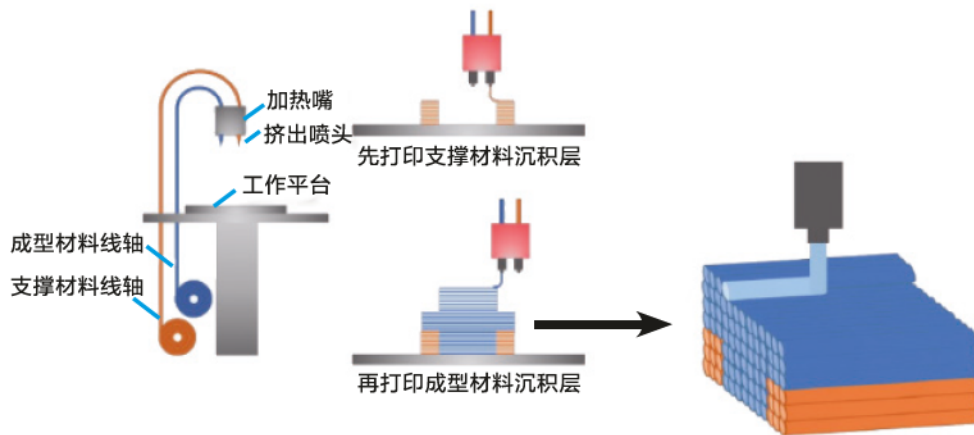 加热嘴
挤出喷头
工作平台
成型材料线轴
支撑材料线轴
先打印支撑材料沉积层
再打印成型材料沉积层